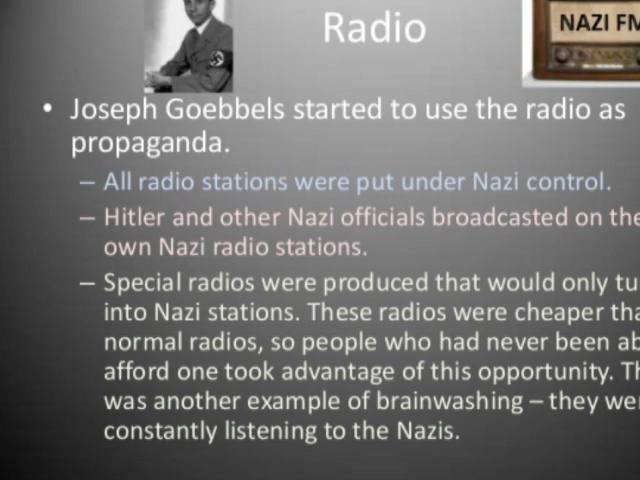 Radio
NAZI FM
• Joseph Goebbels started to use the radio as
propaganda.
– All radio stations were put under Nazi control.
– Hitler and other Nazi officials broadcasted on the
own Nazi radio stations.
– Special radios were produced that would only tu
into Nazi stations. These radios were cheaper tha
normal radios, so people who had never been ab
afford one took advantage of this opportunity. Th
was another example of brainwashing – they wer
constantly listening to the Nazis.